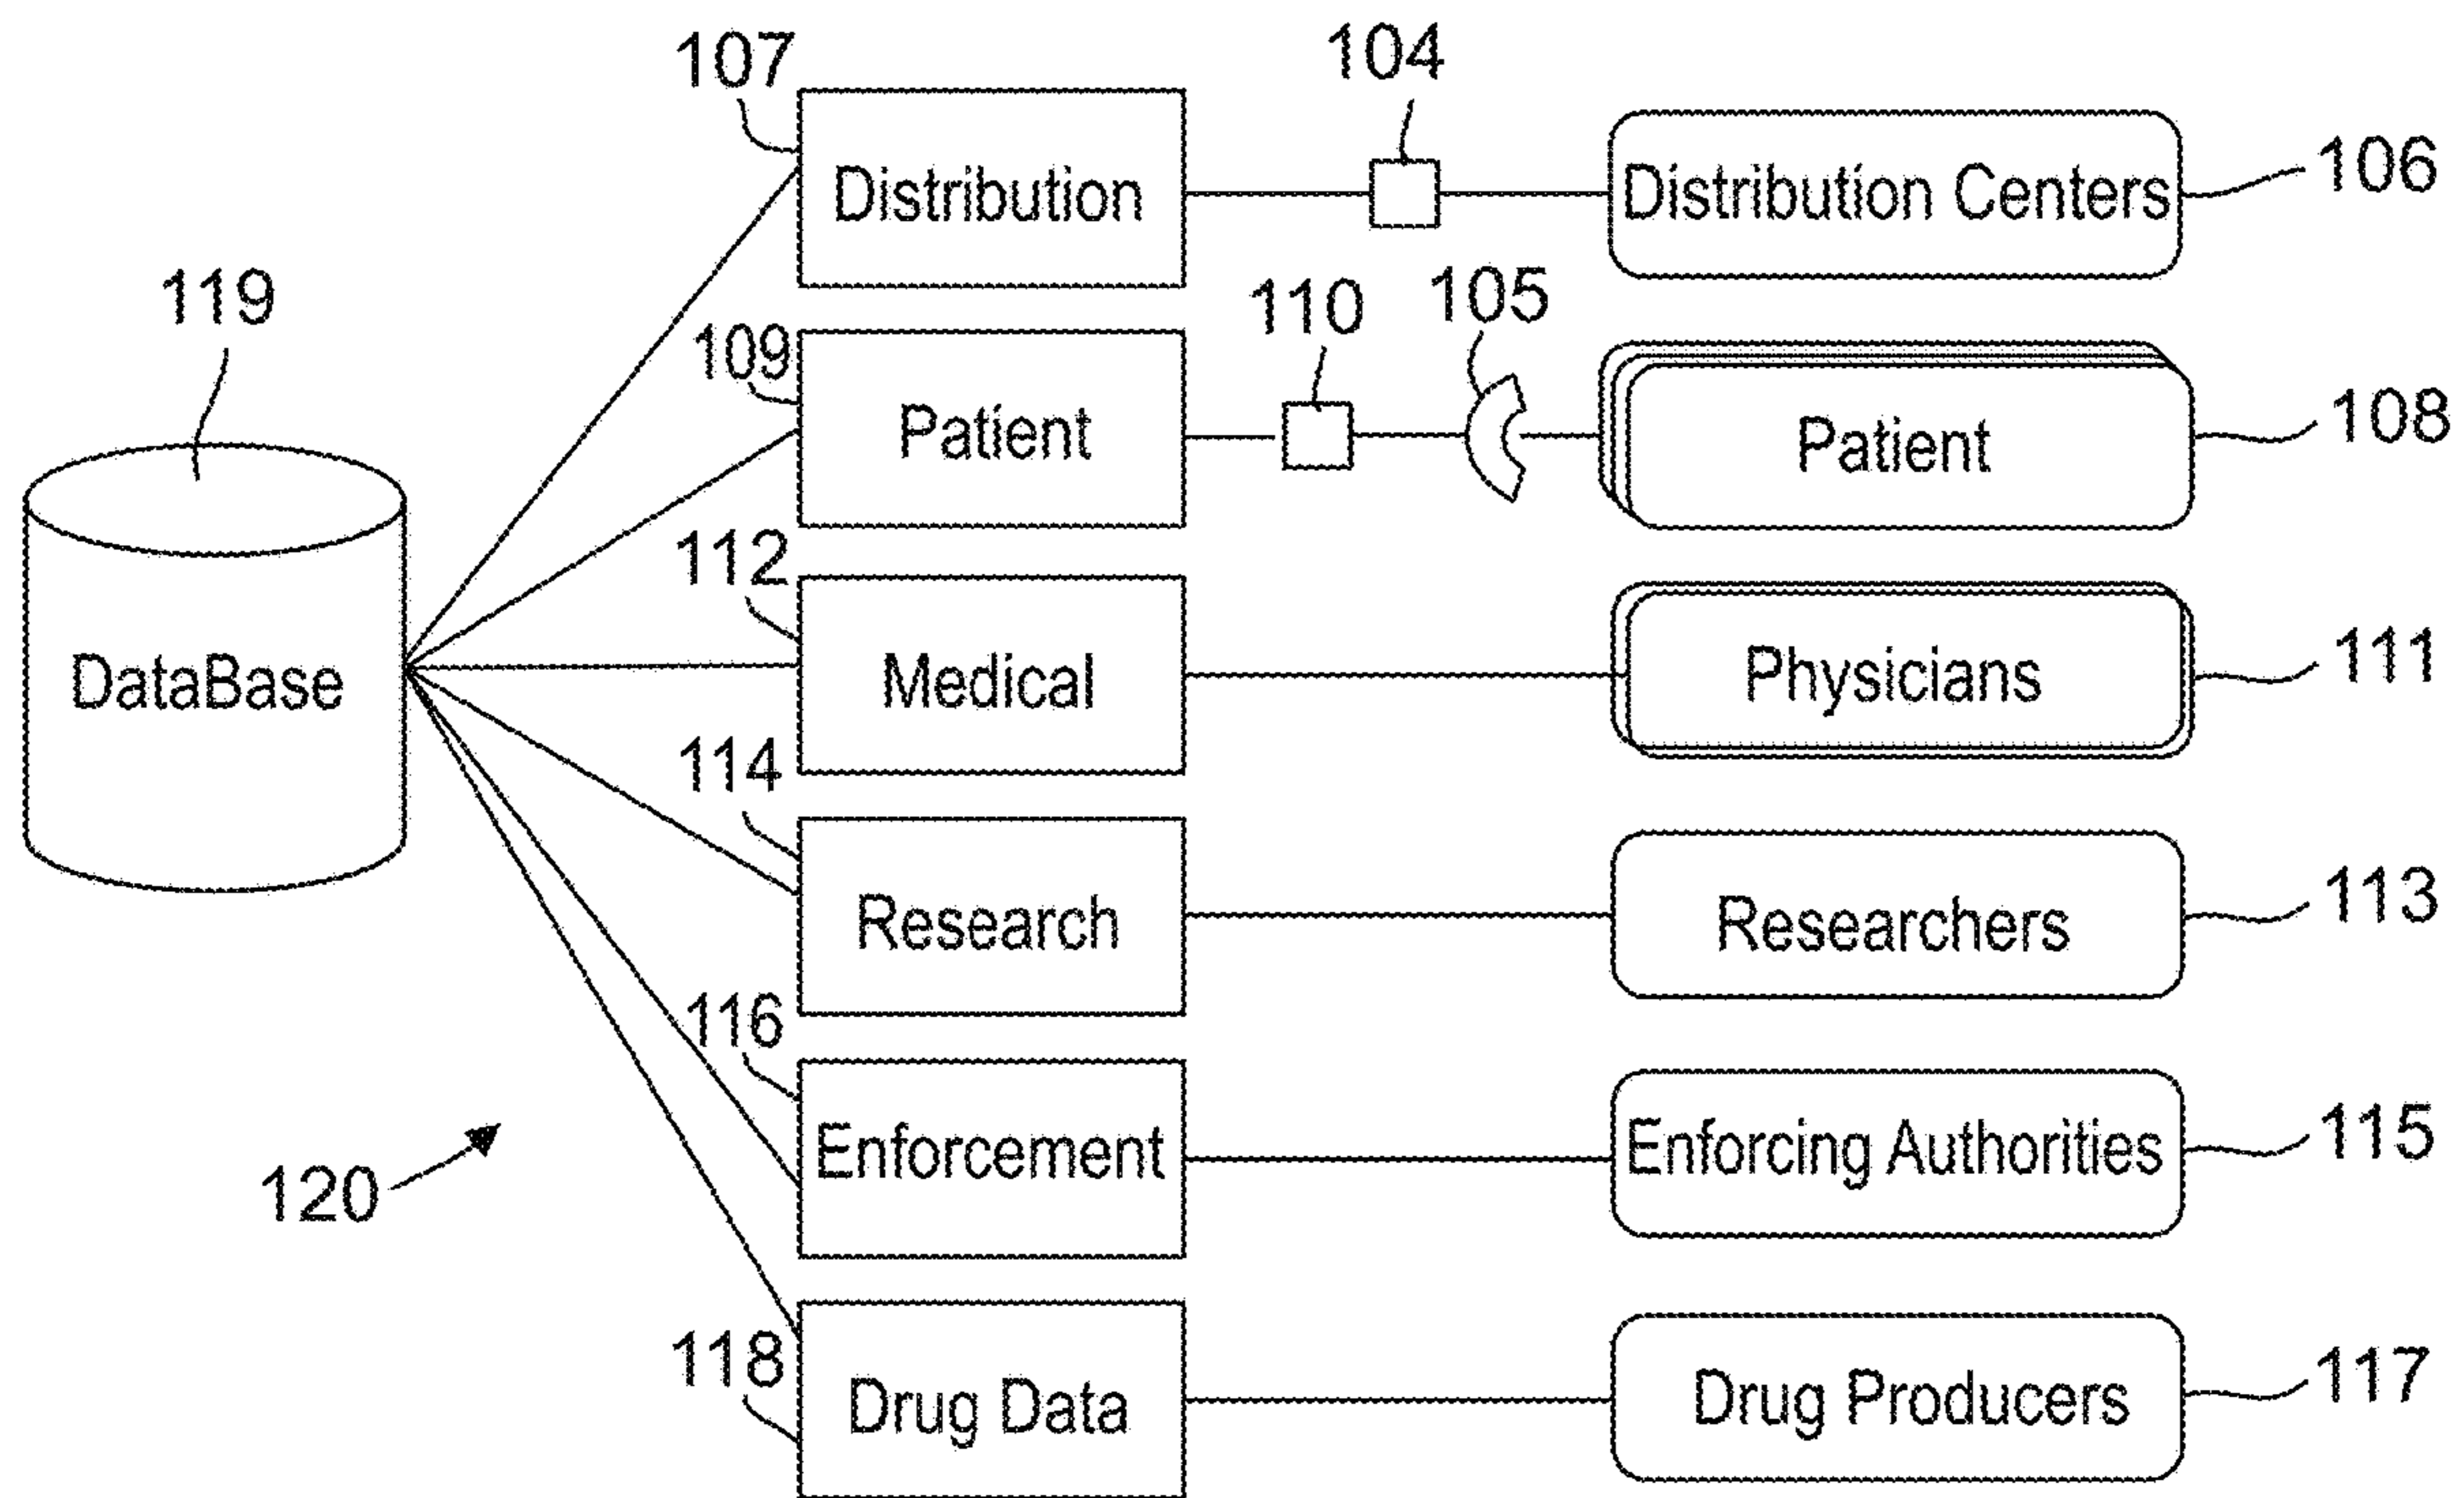 107
104
Distribution
Distribution Centers
106
119
109
110
105
Patient
Patient
108
DataBase
112
Medical
Physicians
111
114
Research
Researchers
113
116
Enforcement
Enforcing Authorities
115
120
118
Drug Data
Drug Producers
117